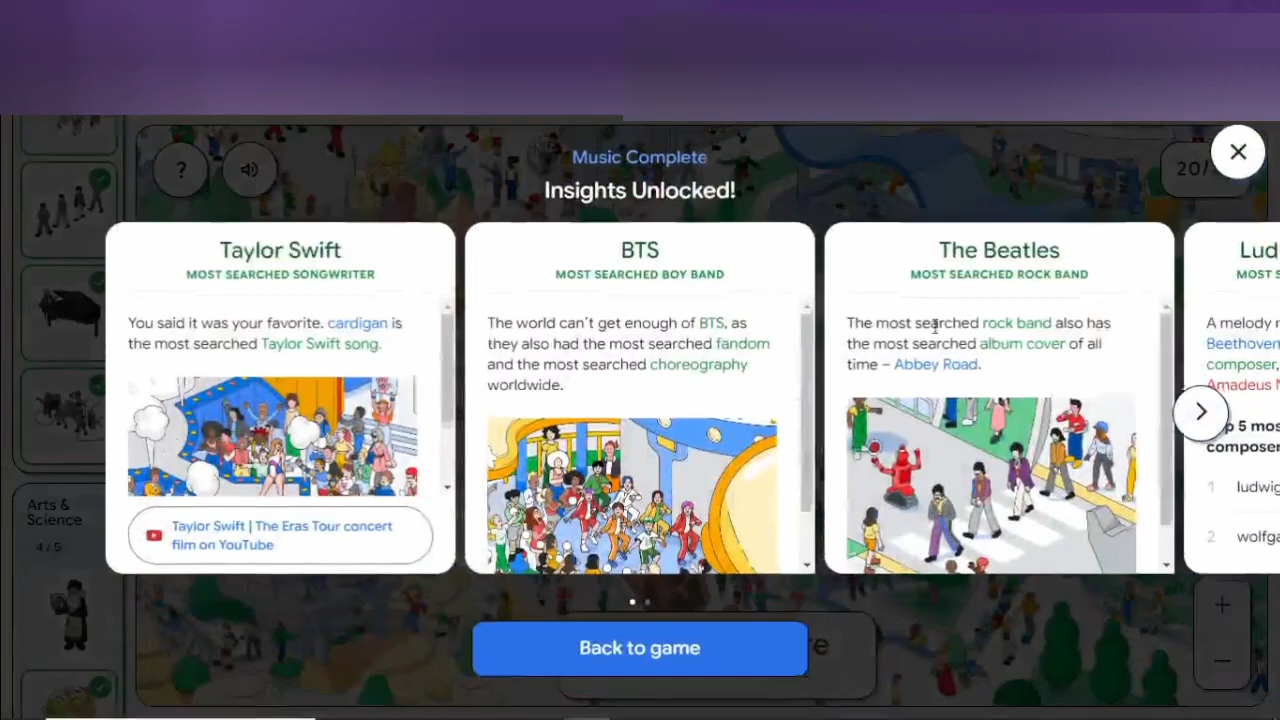 ?
20/
Music Complete
Insights Unlocked!
Taylor Swift
MOST SEARCHED SONGWRITER
You said it was your favorite. cardigan is
the most searched Taylor Swift song.
Taylor Swift | The Eras Tour concert
film on YouTube
BTS
MOST SEARCHED BOY BAND
The world can't get enough of BTS, as
they also had the most searched fandom
and the most searched choreography
worldwide.
The Beatles
MOST SEARCHED ROCK BAND
The most searched rock band also has
the most searched album cover of all
time – Abbey Road.
Lud
MOST S
A melody r
Beethoven
composer,
Amadeus M
p 5 mos
compose
1 ludwig
2 wolfga
Arts &
Science
4/5
Back to game
re